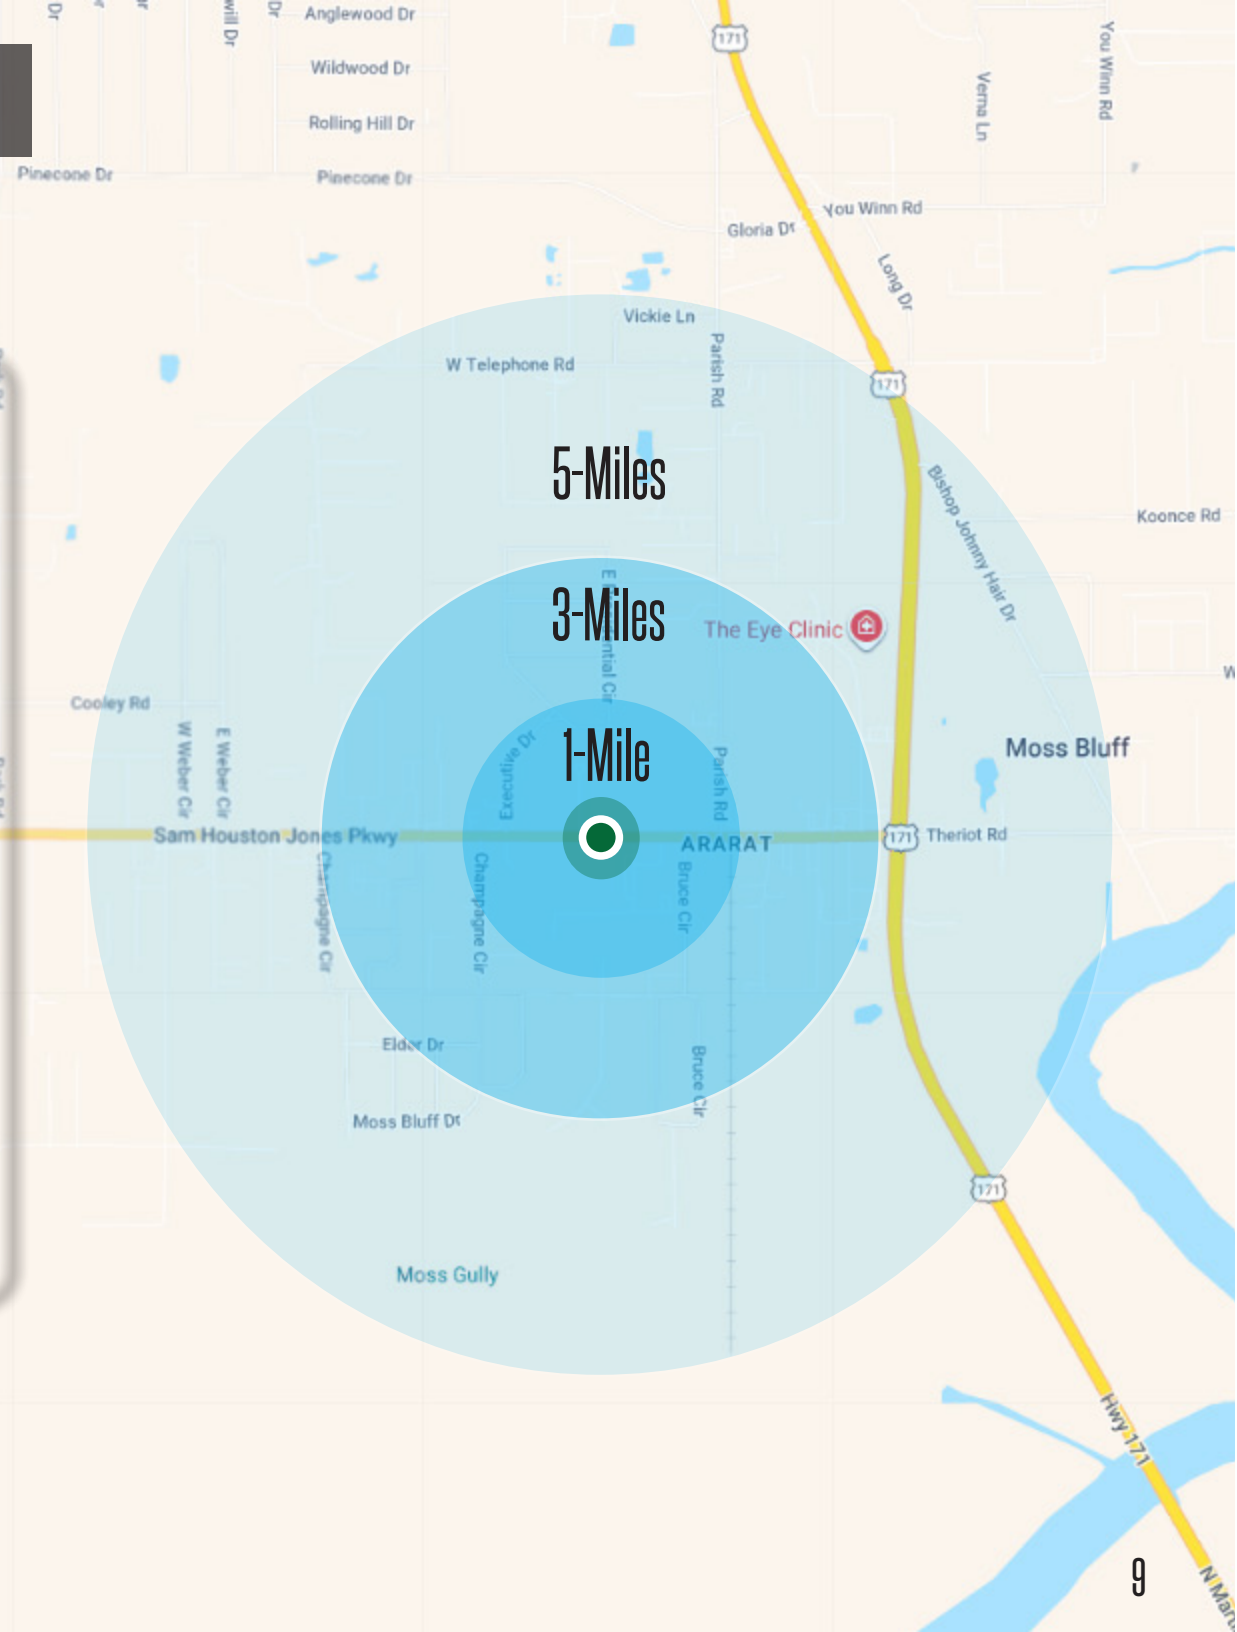 Dr
will Dr
Dr
Anglewood Dr
171
You Winn Rd
Wildwood Dr
Verna Ln
Rolling Hill Dr
Pinecone Dr
Pinecone Dr
You Winn Rd
Gloria Dr
Long Dr
Vickie Ln
Parish Rd
W Telephone Rd
171
5-Miles
Bishop Johnny Hair Dr
Koonce Rd
3-Miles
The Eye Clinic
W
Cooley Rd
W Weber Cir
E Weber Cir
Executive Dr
1-Mile
Parish Rd
Moss Bluff
Sam Houston Jones Pkwy
ARARAT
171
Theriot Rd
Champagne Cir
Champagne Cir
Bruce Cir
Elder Dr
Bruce Cir
Moss Bluff Dr
171
Moss Gully
Hwy 171
9